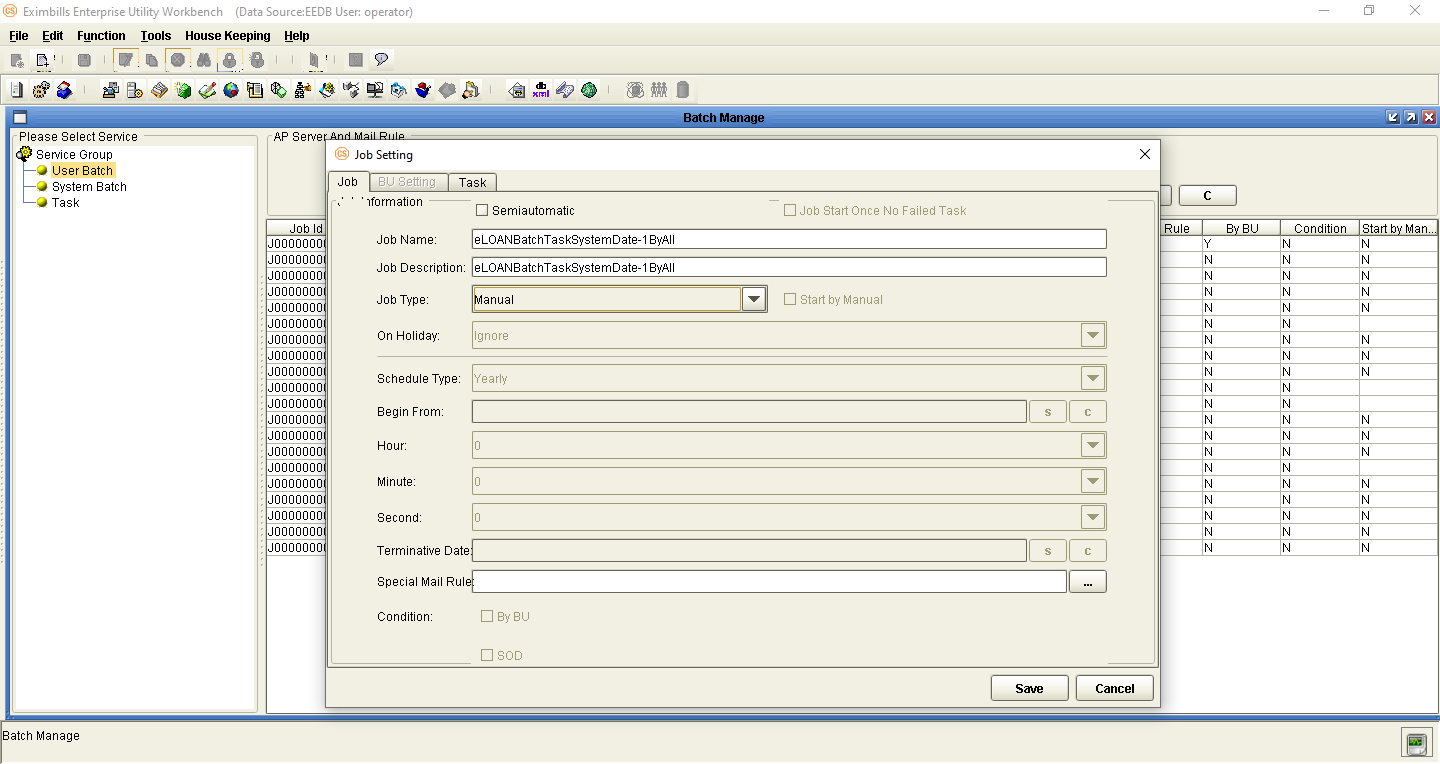 CS Eximbills Enterprise Utility Workbench (Data Source:EEDB User: operator)
File Edit Function Tools House Keeping Help
xml
Batch Manage
Please Select Service
Service Group
User Batch
System Batch
Task
AP Server And Mail Rule
C
Job Id Rule By BU Condition Start by Man...
J00000000 Y N N
J00000000 N N N
J00000000 N N N
J00000000 N N N
J00000000 N N N
J00000000 N N
J00000000 N N N
J00000000 N N N
J00000000 N N N
J00000000 N N
J00000000 N N
J00000000 N N N
J00000000 N N N
J00000000 N N N
J00000000 N N
J00000000 N N N
J00000000 N N N
J00000000 N N N
J00000000 N N N
J00000000 N N N
CS Job Setting
Job BU Setting Task
Information
Semiautomatic Job Start Once No Failed Task
Job Name: eLOANBatchTaskSystemDate-1ByAll
Job Description: eLOANBatchTaskSystemDate-1ByAll
Job Type: Manual Start by Manual
On Holiday: Ignore
Schedule Type: Yearly
Begin From: s c
Hour: 0
Minute: 0
Second: 0
Terminative Date: s c
Special Mail Rule: ...
Condition: By BU
SOD
Save Cancel
Batch Manage